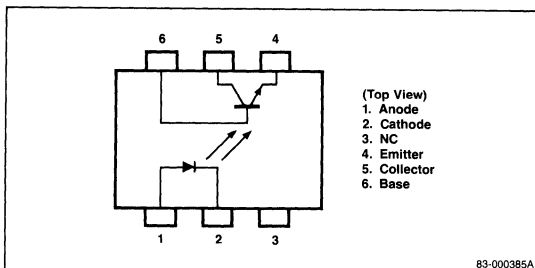 6 5 4
(Top View)
1. Anode
2. Cathode
3. NC
4. Emitter
5. Collector
6. Base
1 2 3
83-000385A